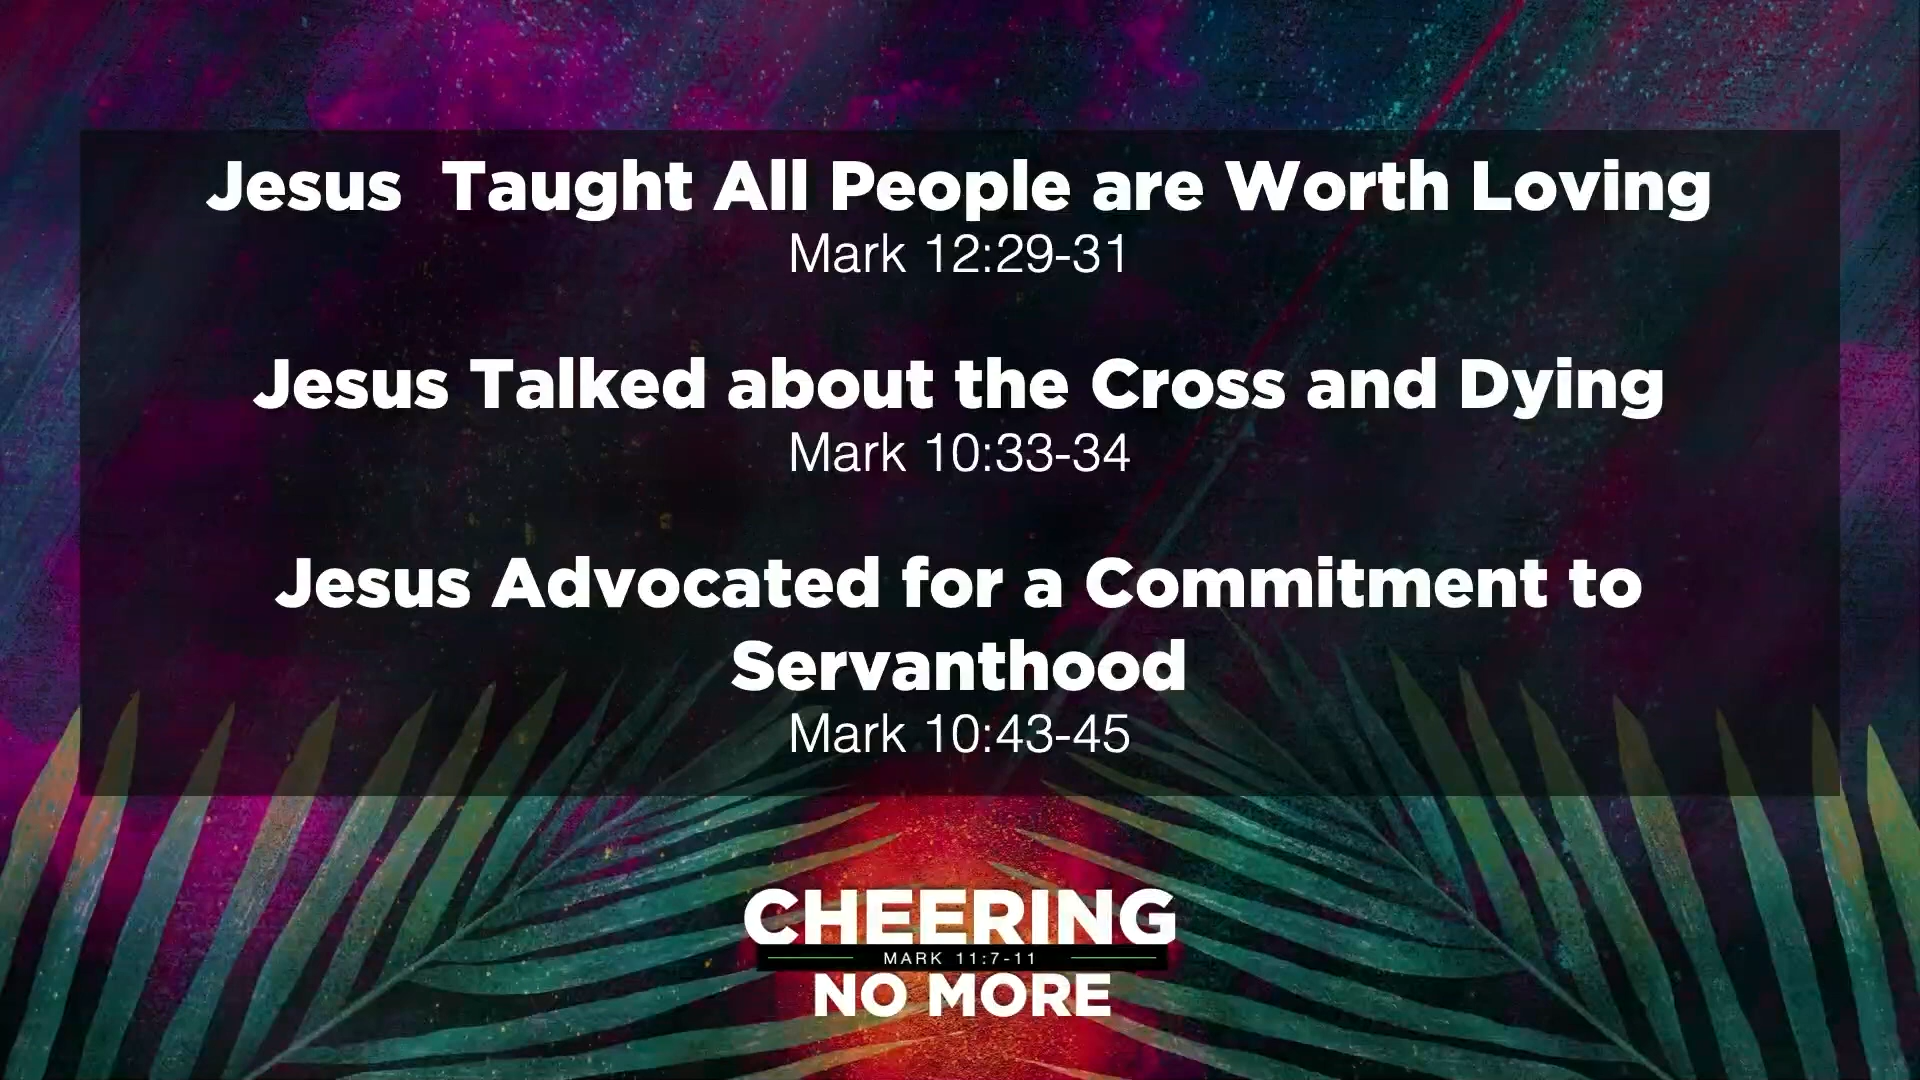 Jesus  Taught All People are Worth Loving
Mark 12:29-31
Jesus Talked about the Cross and Dying
Mark 10:33-34
Jesus Advocated for a Commitment to
Servanthood
Mark 10:43-45
CHEERING
MARK 11:7-11
NO MORE